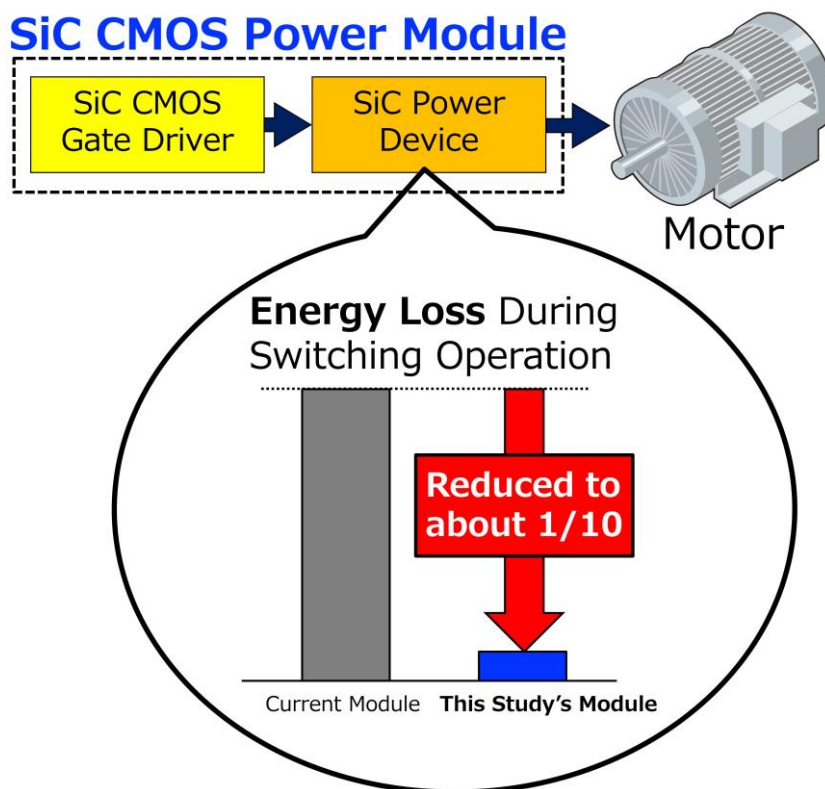 SiC CMOS Power Module
SiC CMOS
Gate Driver
SiC Power
Device
Motor
Energy Loss During
Switching Operation
Reduced to
about 1/10
Current Module
This Study’s Module